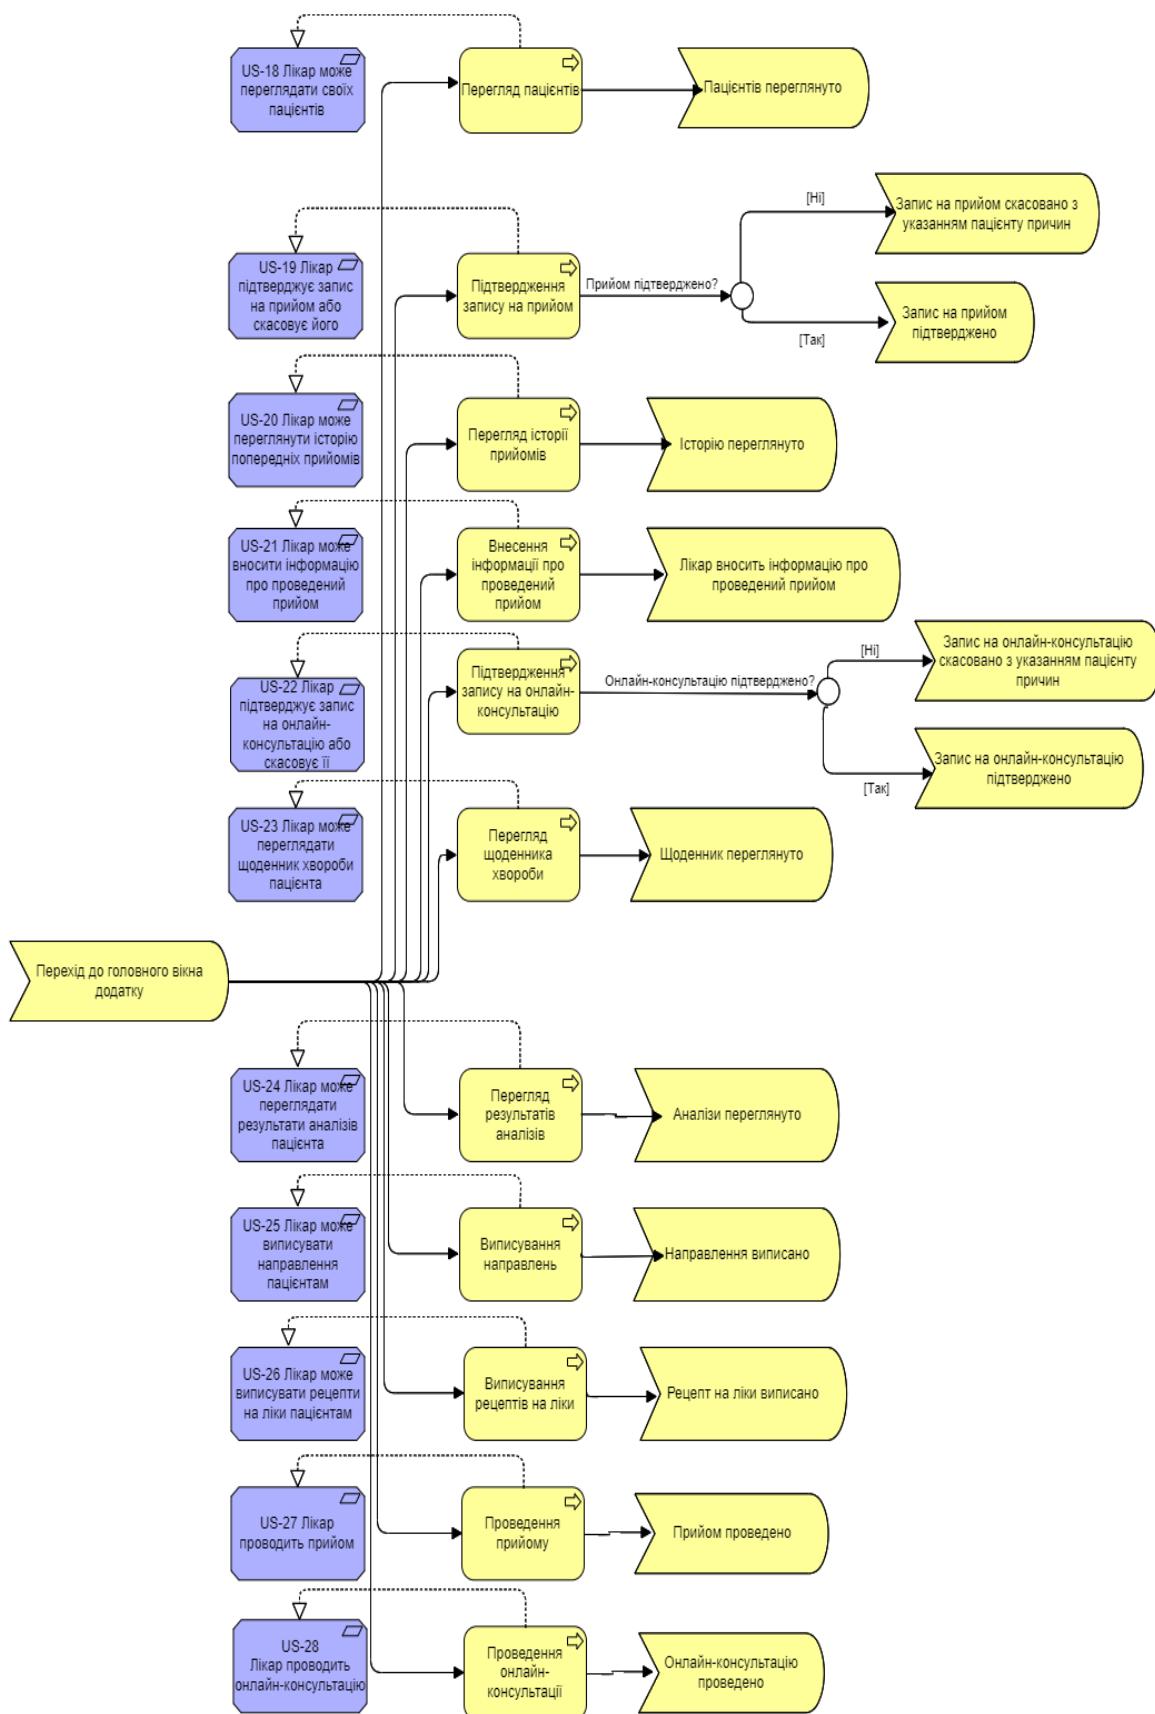 US-18 Лікар може
переглядати своїх
пацієнтів
Перегляд пацієнтів
Пацієнтів переглянуто
US-19 Лікар
підтверджує запис
на прийом або
скасовує його
Підтвердження
запису на прийом
Прийом підтверджено?
[Ні]
Запис на прийом скасовано з
указанням пацієнту причин
[Так]
Запис на прийом
підтверджено
US-20 Лікар може
переглянути історію
попередніх прийомів
Перегляд історії
прийомів
Історію переглянуто
US-21 Лікар може
вносити інформацію
про проведений
прийом
Внесення
інформації про
проведений
прийом
Лікар вносить інформацію про
проведений прийом
US-22 Лікар
підтверджує запис
на онлайн-
консультацію або
скасовує її
Підтвердження
запису на онлайн-
консультацію
Онлайн-консультацію підтверджено?
[Ні]
Запис на онлайн-консультацію
скасовано з указанням пацієнту
причин
[Так]
Запис на онлайн-консультацію
підтверджено
US-23 Лікар може
переглядати
щоденник хвороби
пацієнта
Перегляд
щоденника
хвороби
Щоденник переглянуто
Перехід до головного вікна
додатку
US-24 Лікар може
переглядати
результати аналізів
пацієнта
Перегляд
результатів
аналізів
Аналізи переглянуто
US-25 Лікар може
виписувати
направлення
пацієнтам
Виписування
направлень
Направлення виписано
US-26 Лікар може
виписувати рецепти
на ліки пацієнтам
Виписування
рецептів на ліки
Рецепт на ліки виписано
US-27 Лікар
проводить прийом
Проведення
прийому
Прийом проведено
US-28
Лікар проводить
онлайн-консультацію
Проведення
онлайн-
консультації
Онлайн-консультацію
проведено